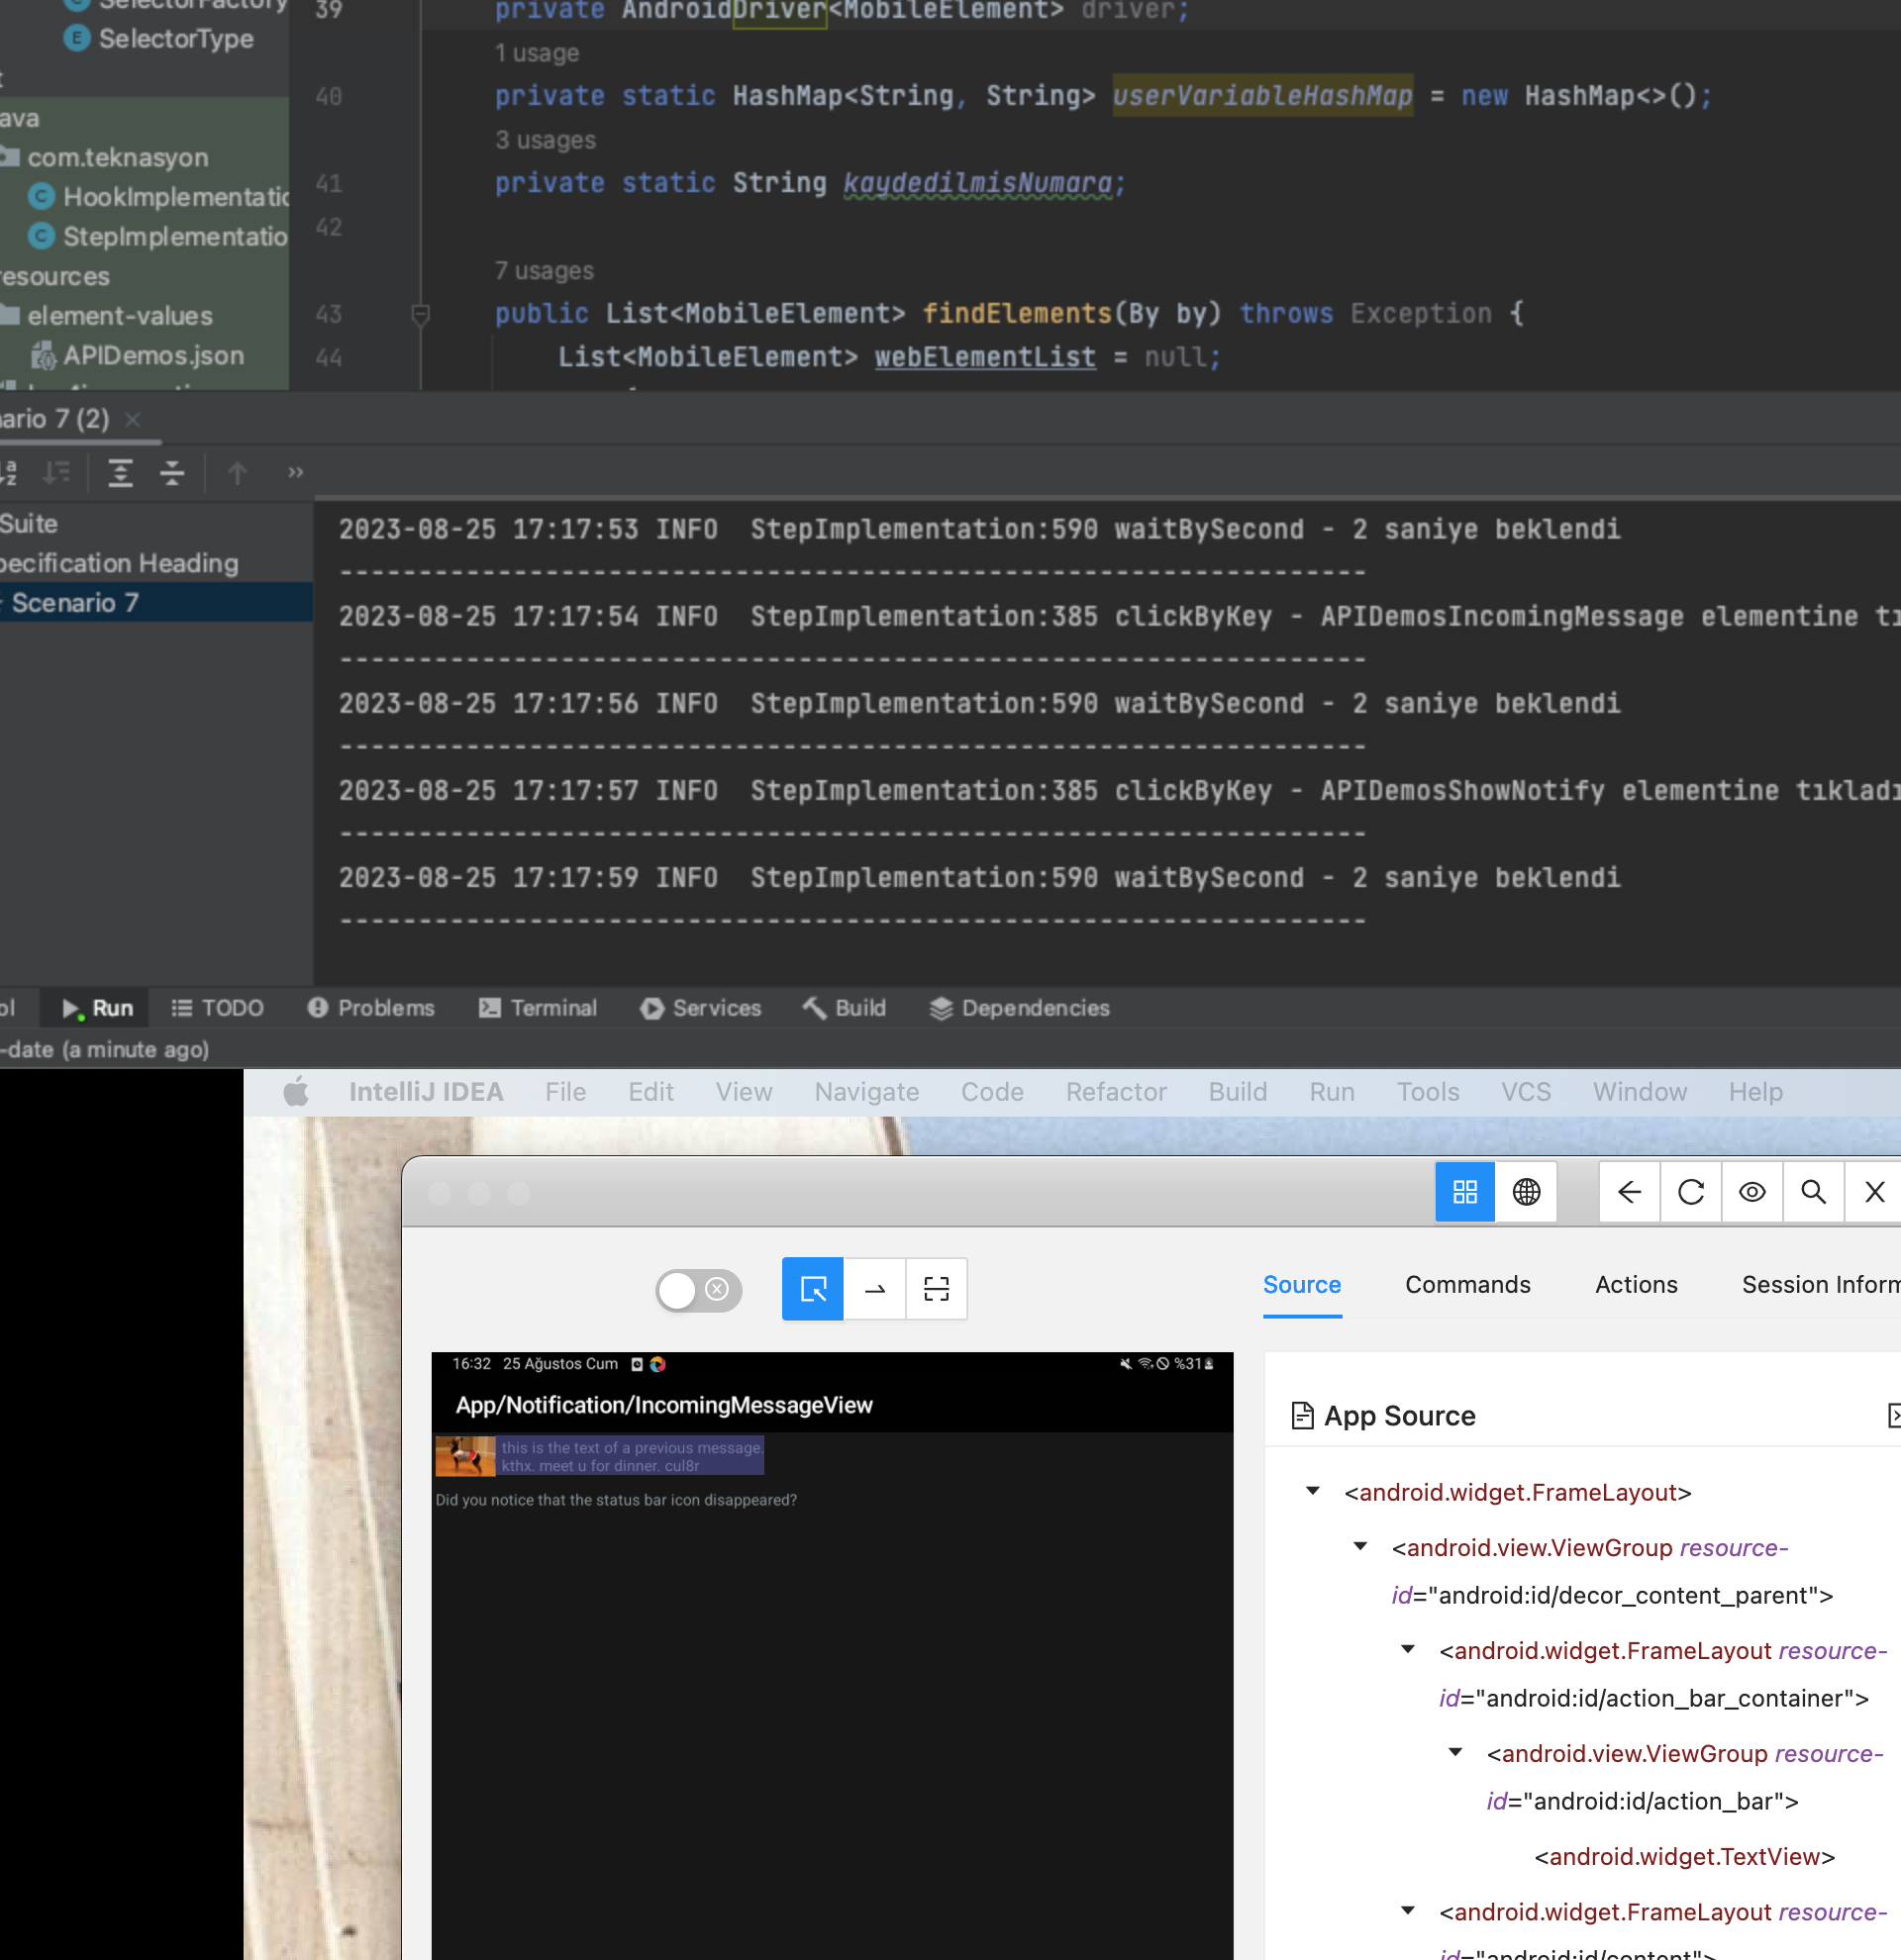 SelectorFactory
SelectorType
ava
com.teknasyon
HookImplementatio
StepImplementatio
resources
element-values
APIDemos.json
39 private AndroidDriver<MobileElement> driver;
1 usage
40 private static HashMap<String, String> userVariableHashMap = new HashMap<>();
3 usages
41 private static String kaydedilmisNumara;
42
7 usages
43 public List<MobileElement> findElements(By by) throws Exception {
44 List<MobileElement> webElementList = null;
nario 7 (2)
Suite
pecification Heading
Scenario 7
2023-08-25 17:17:53 INFO  StepImplementation:590 waitBySecond - 2 saniye beklendi
-----------------------------------------------------------------
2023-08-25 17:17:54 INFO  StepImplementation:385 clickByKey - APIDemosIncomingMessage elementine tı
-----------------------------------------------------------------
2023-08-25 17:17:56 INFO  StepImplementation:590 waitBySecond - 2 saniye beklendi
-----------------------------------------------------------------
2023-08-25 17:17:57 INFO  StepImplementation:385 clickByKey - APIDemosShowNotify elementine tıkladı
-----------------------------------------------------------------
2023-08-25 17:17:59 INFO  StepImplementation:590 waitBySecond - 2 saniye beklendi
-----------------------------------------------------------------
ol Run TODO Problems Terminal Services Build Dependencies
-date (a minute ago)
IntelliJ IDEA File Edit View Navigate Code Refactor Build Run Tools VCS Window Help
Source Commands Actions Session Inform
16:32 25 Ağustos Cum %31
App/Notification/IncomingMessageView
this is the text of a previous message.
kthx. meet u for dinner. cul8r
Did you notice that the status bar icon disappeared?
App Source
<android.widget.FrameLayout>
<android.view.ViewGroup resource-
id="android:id/decor_content_parent">
<android.widget.FrameLayout resource-
id="android:id/action_bar_container">
<android.view.ViewGroup resource-
id="android:id/action_bar">
<android.widget.TextView>
<android.widget.FrameLayout resource-
id="android:id/content">